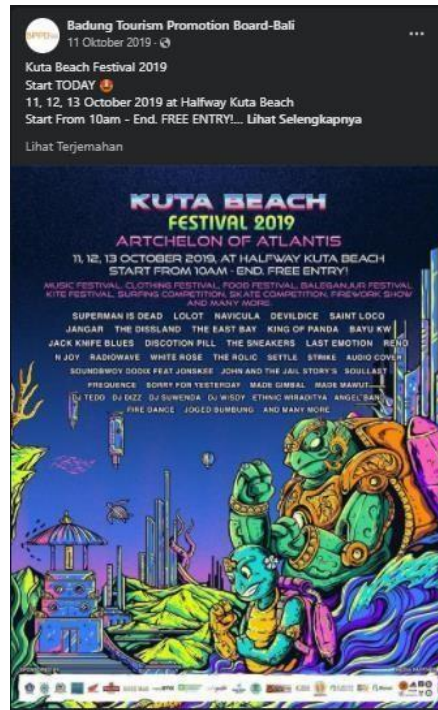 Badung Tourism Promotion Board-Bali
11 Oktober 2019 ·
Kuta Beach Festival 2019
Start TODAY
11, 12, 13 October 2019 at Halfway Kuta Beach
Start From 10am - End. FREE ENTRY!... Lihat Selengkapnya
Lihat Terjemahan
KUTA BEACH
FESTIVAL 2019
ARTCHELON OF ATLANTIS
11, 12, 13 OCTOBER 2019, AT HALFWAY KUTA BEACH
START FROM 10AM - END. FREE ENTRY!
MUSIC FESTIVAL, CLOTHING FESTIVAL, FOOD FESTIVAL, BALEGANJUR FESTIVAL
KITE FESTIVAL, SURFING COMPETITION, SKATE COMPETITION, FIREWORK SHOW
AND MANY MORE
SUPERMAN IS DEAD LOLOT NAVICULA DEVILDICE SAINT LOCO
JANGAR THE DISSLAND THE EAST BAY KING OF PANDA BAYU KW
JACK KNIFE BLUES DISCOTION PILL THE SNEAKERS LAST EMOTION RENO
N JOY RADIOWAVE WHITE ROSE THE ROLIC SETTLE STRIKE AUDIO COVER
SOUNDBWOY DODIX FEAT JONSKEE JOHN AND THE JAIL STORY'S SOULLAST
FREQUENCE SORRY FOR YESTERDAY MADE GIMBAL MADE MAWUT
DJ TEDO DJ DIZZ DJ SUWENDA DJ WISDY ETHNIC WIRADITYA ANGEL BAND
FIRE DANCE JOGED BUMBUNG AND MANY MORE